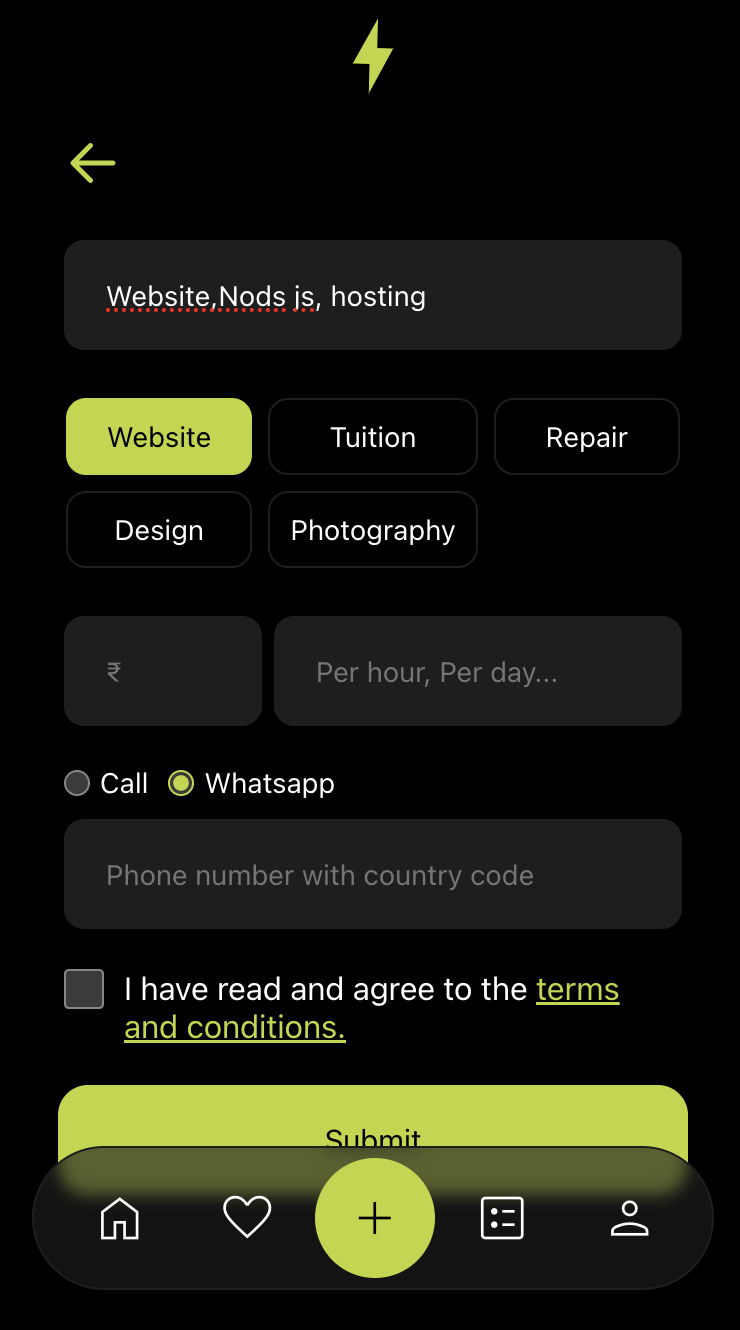 Website,Nods js, hosting
Website Tuition Repair
Design Photography
₹ Per hour, Per day...
Call Whatsapp
Phone number with country code
I have read and agree to the terms
and conditions.
Submit